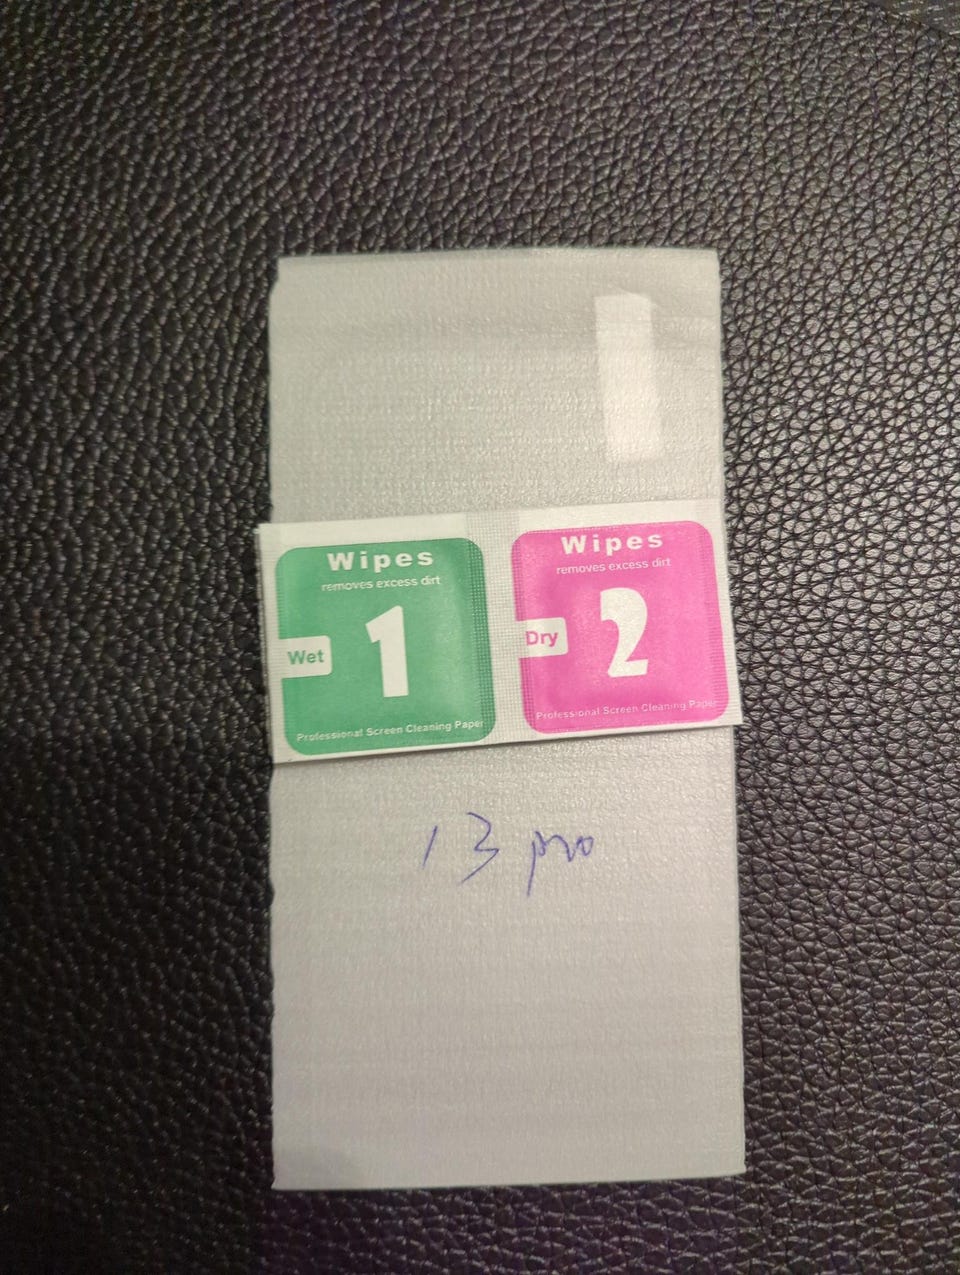 Wipes
removes excess dirt
Wet
1
Professional Screen Cleaning Paper
Wipes
removes excess dirt
Dry
2
Professional Screen Cleaning Paper
13 pro